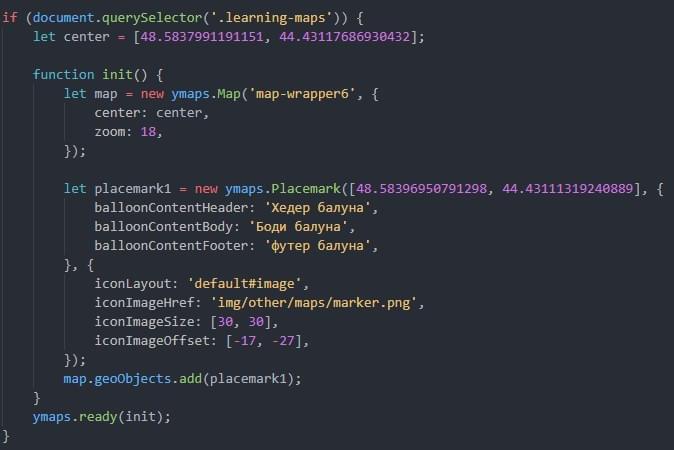 if (document.querySelector('.learning-maps')) {
    let center = [48.5837991191151, 44.43117686930432];

    function init() {
        let map = new ymaps.Map('map-wrapper6', {
            center: center,
            zoom: 18,
        });

        let placemark1 = new ymaps.Placemark([48.58396950791298, 44.43111319240889], {
            balloonContentHeader: 'Хедер балуна',
            balloonContentBody: 'Боди балуна',
            balloonContentFooter: 'футер балуна',
        }, {
            iconLayout: 'default#image',
            iconImageHref: 'img/other/maps/marker.png',
            iconImageSize: [30, 30],
            iconImageOffset: [-17, -27],
        });
        map.geoObjects.add(placemark1);
    }
    ymaps.ready(init);
}